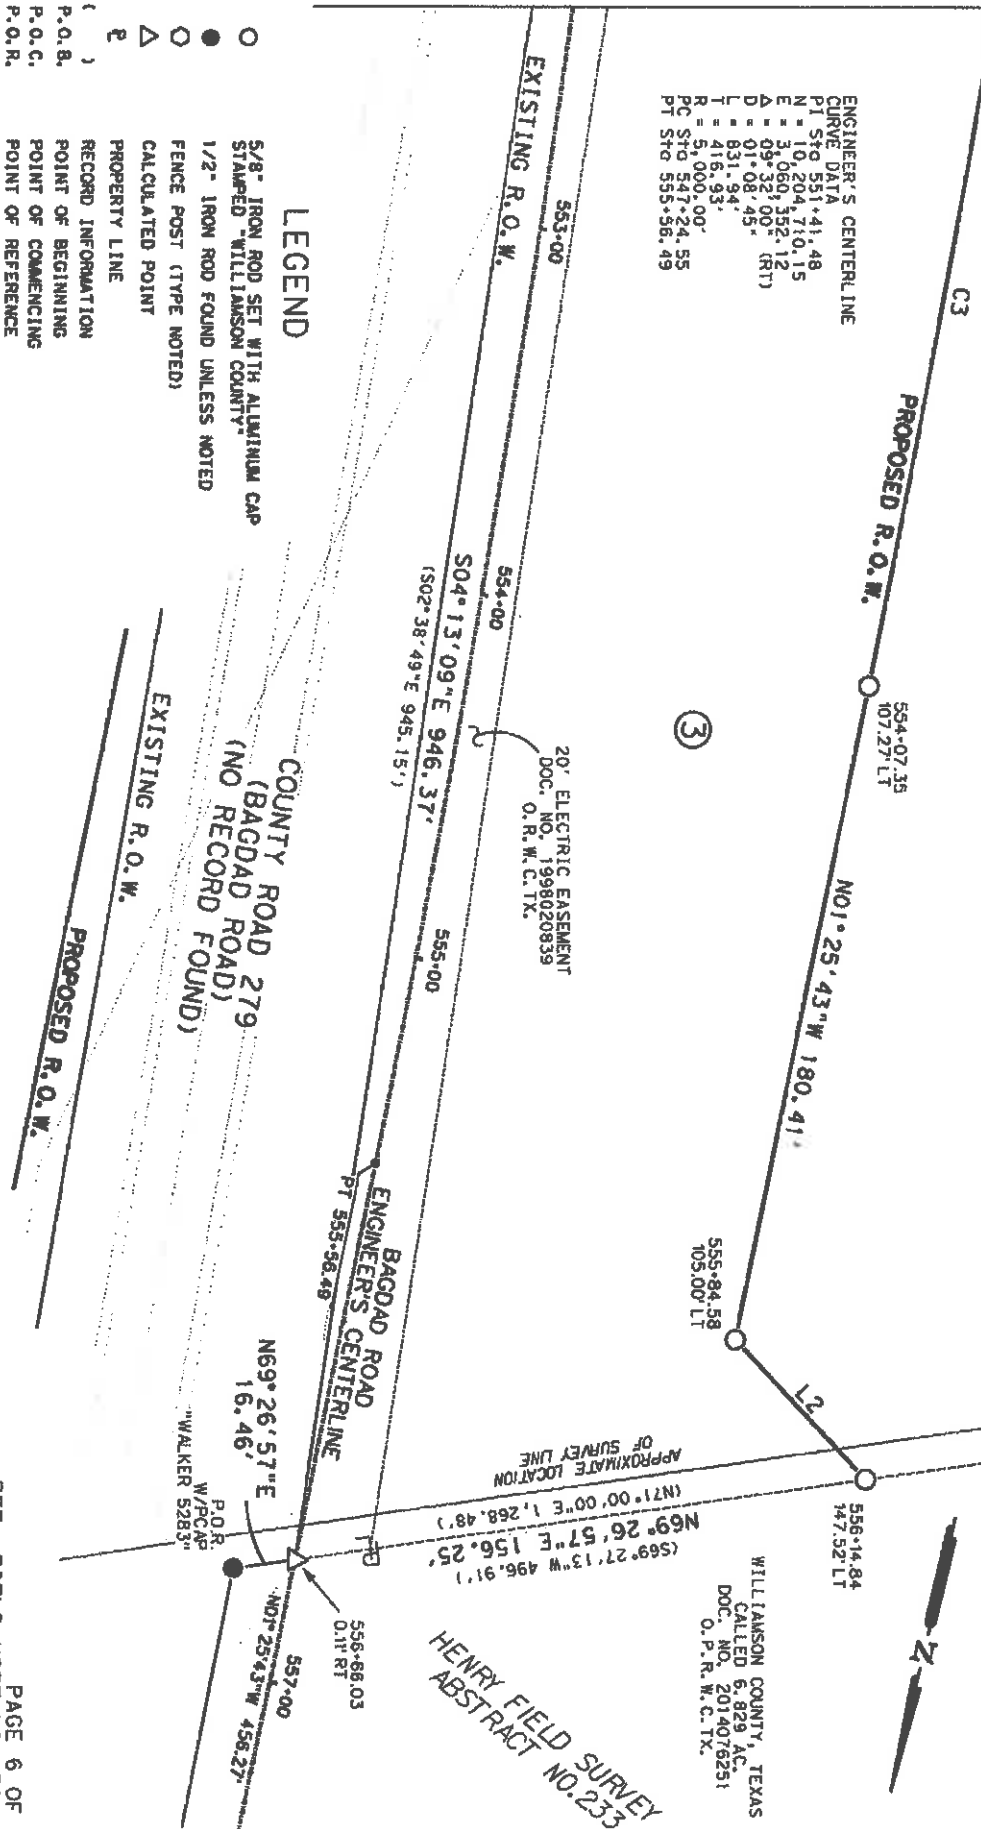 C3
PROPOSED R.O.W.
554+07.35
107.27' LT
N01°25'43"W 180.41'
555+84.58
105.00' LT
L2
556+14.84
147.52' LT
N
ENGINEER'S CENTERLINE
CURVE DATA
PI Sta 551+41.48
N = 10,204,710.15
E = 3,060,352.12
Δ = 09°32'00" (RT)
D = 01°08'45"
L = 831.94'
T = 416.93'
R = 5,000.00'
PC Sta 547+24.55
PT Sta 555+56.49
3
WILLIAMSON COUNTY, TEXAS
CALLED 6.829 AC.
DOC. NO. 2014076251
O.P.R.W.C.TX.
20' ELECTRIC EASEMENT
DOC. NO. 1998020839
O.R.W.C.TX.
APPROXIMATE LOCATION
OF SURVEY LINE
(N71°00'00"E 1,268.48')
N69°26'57"E 156.25'
(S69°27'13"W 496.91')
HENRY FIELD SURVEY
ABSTRACT NO.233
553+00
554+00
555+00
EXISTING R.O.W.
S04°13'09"E 946.37'
(S02°38'49"E 945.15')
BAGDAD ROAD
ENGINEER'S CENTERLINE
PT 555+56.49
556+66.03
0.11' RT
557+00
N01°25'43"W 456.27'
N69°26'57"E
16.46'
P.O.R.
W/PCAP
"WALKER 5283"
COUNTY ROAD 279
(BAGDAD ROAD)
(NO RECORD FOUND)
EXISTING R.O.W.
PROPOSED R.O.W.
LEGEND
5/8" IRON ROD SET WITH ALUMINUM CAP
STAMPED "WILLIAMSON COUNTY"
1/2" IRON ROD FOUND UNLESS NOTED
FENCE POST (TYPE NOTED)
CALCULATED POINT
PROPERTY LINE
( ) RECORD INFORMATION
P.O.B. POINT OF BEGINNING
P.O.C. POINT OF COMMENCING
P.O.R. POINT OF REFERENCE
PAGE 6 OF